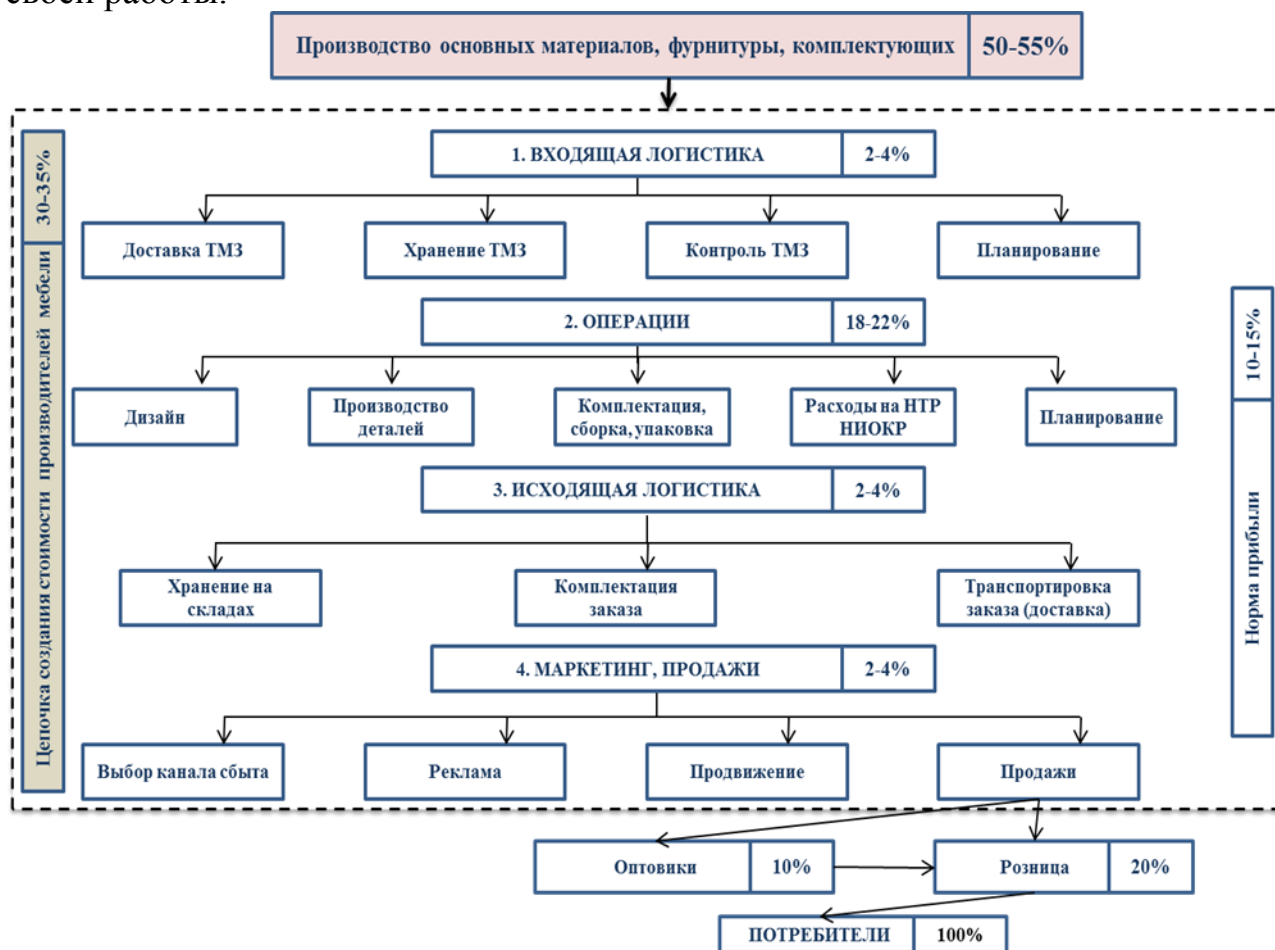 своей работы.
Производство основных материалов, фурнитуры, комплектующих 50-55%
Цепочка создания стоимости производителей мебели 30-35%
1. ВХОДЯЩАЯ ЛОГИСТИКА 2-4%
Доставка ТМЗ Хранение ТМЗ Контроль ТМЗ Планирование
2. ОПЕРАЦИИ 18-22%
Дизайн
Производство
деталей
Комплектация,
сборка, упаковка
Расходы на НТР
НИОКР
Планирование
3. ИСХОДЯЩАЯ ЛОГИСТИКА 2-4%
Хранение на
складах
Комплектация
заказа
Транспортировка
заказа (доставка)
4. МАРКЕТИНГ, ПРОДАЖИ 2-4%
Выбор канала сбыта Реклама Продвижение Продажи
Норма прибыли 10-15%
Оптовики 10% Розница 20%
ПОТРЕБИТЕЛИ 100%